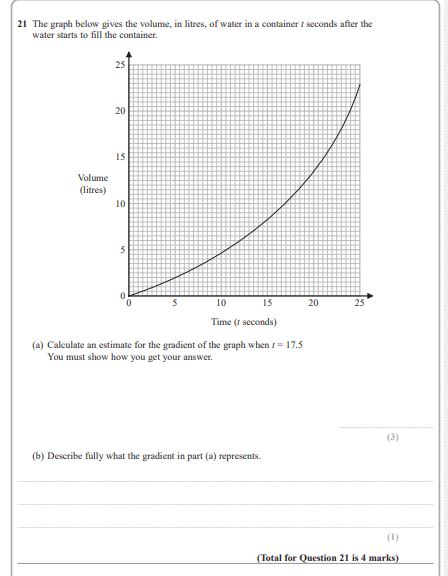 21 The graph below gives the volume, in litres, of water in a container t seconds after the
water starts to fill the container.
25
20
15
Volume
(litres)
10
5
0
0 5 10 15 20 25
Time (t seconds)
(a) Calculate an estimate for the gradient of the graph when t = 17.5
You must show how you get your answer.
(3)
(b) Describe fully what the gradient in part (a) represents.
(1)
(Total for Question 21 is 4 marks)